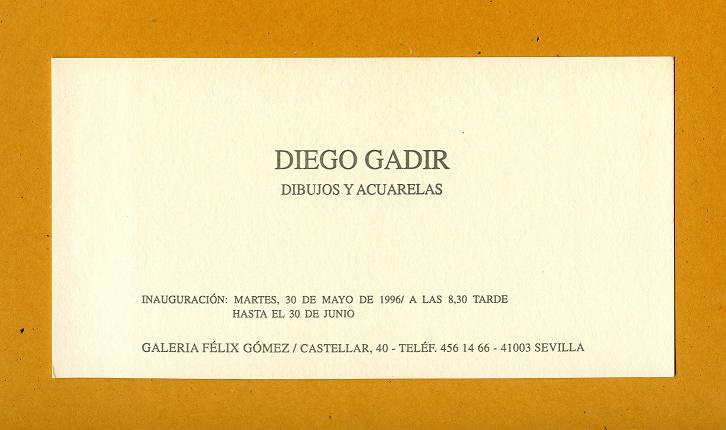 DIEGO GADIR
DIBUJOS Y ACUARELAS
INAUGURACIÓN: MARTES, 30 DE MAYO DE 1996/ A LAS 8,30 TARDE
HASTA EL 30 DE JUNIO
GALERIA FÉLIX GÓMEZ / CASTELLAR, 40 - TELÉF. 456 14 66 - 41003 SEVILLA